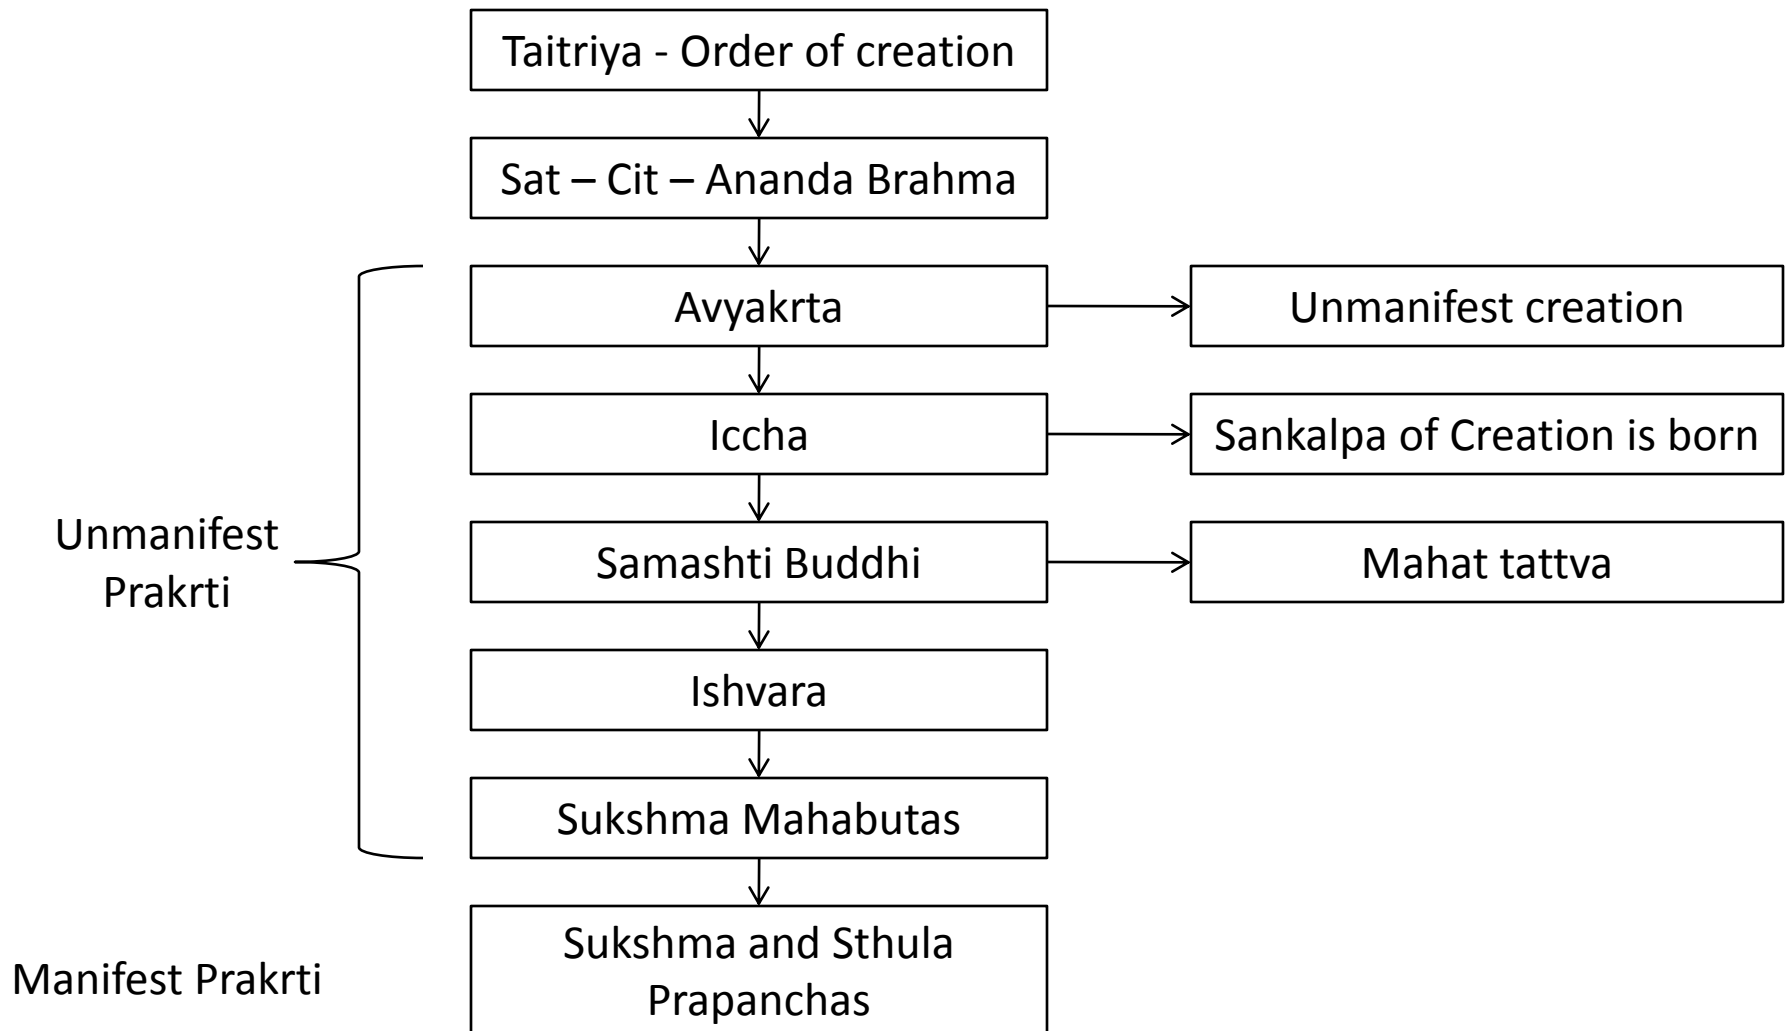 Taitriya - Order of creation
Sat – Cit – Ananda Brahma
Avyakrta
Unmanifest creation
Iccha
Sankalpa of Creation is born
Unmanifest
Prakrti
Samashti Buddhi
Mahat tattva
Ishvara
Sukshma Mahabutas
Manifest Prakrti
Sukshma and Sthula
Prapanchas